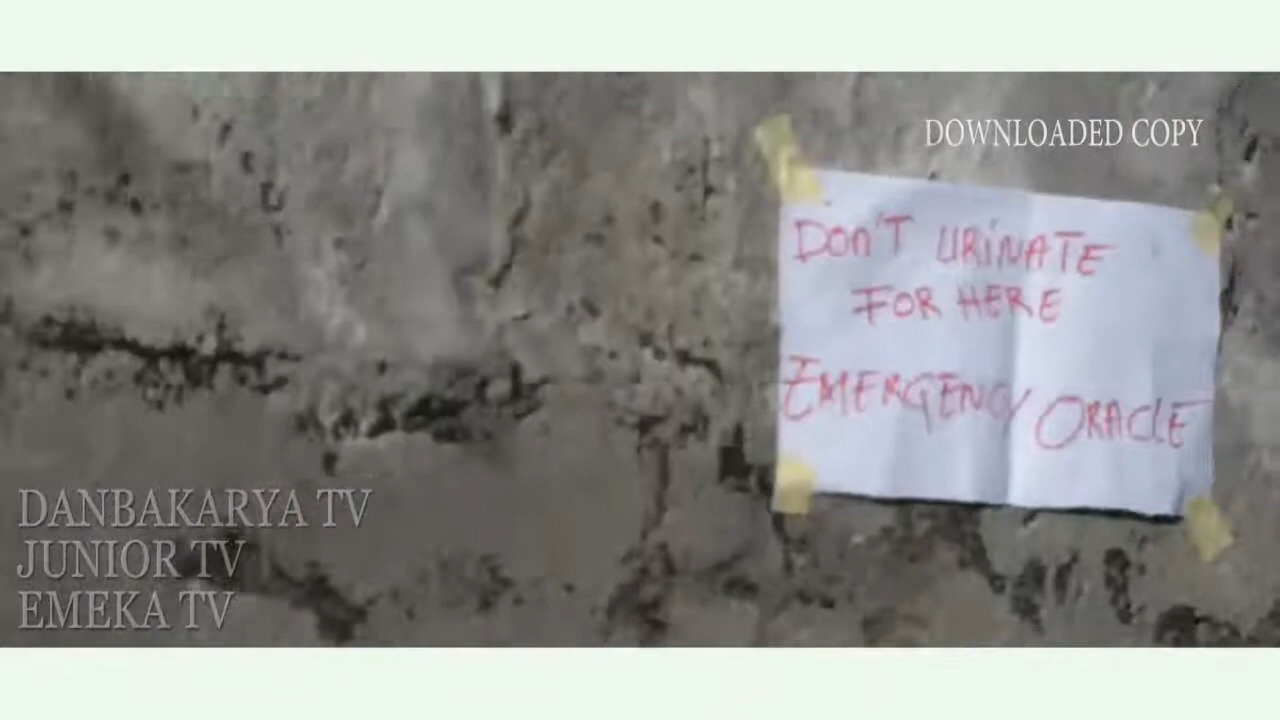 DOWNLOADED COPY
DON'T URINATE
FOR HERE
EMERGENCY ORACLE
DANBAKARYA TV
JUNIOR TV
EMEKA TV